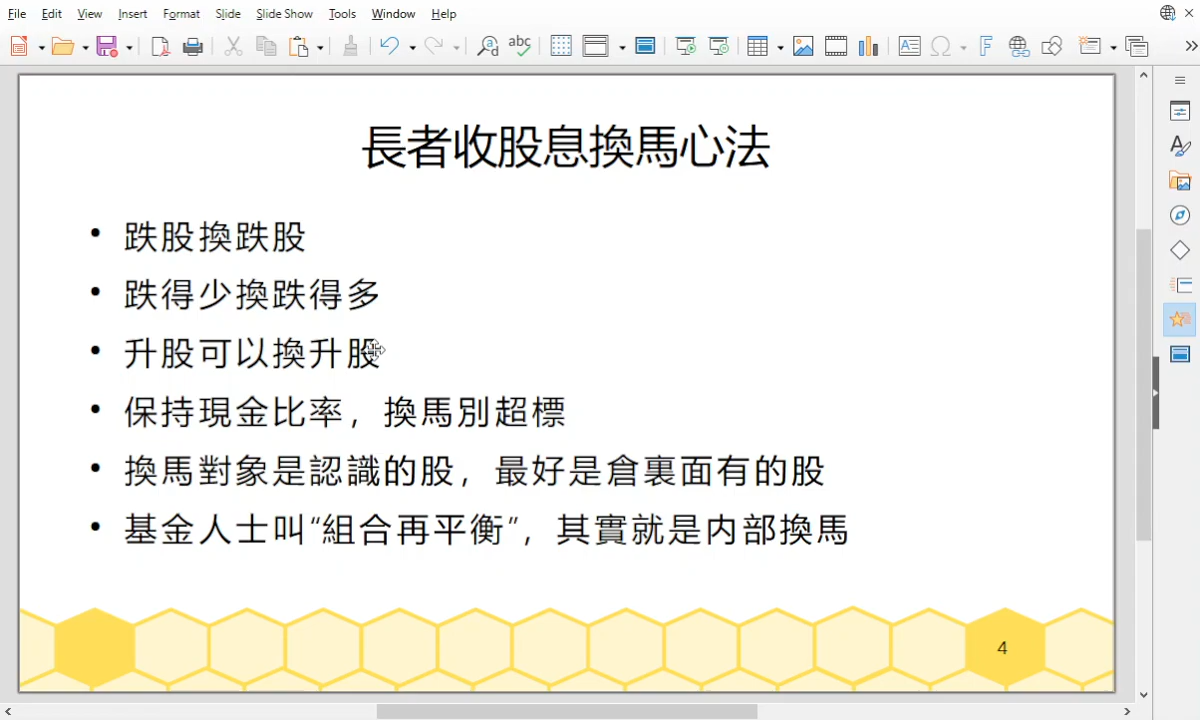 File Edit View Insert Format Slide Slide Show Tools Window Help
長者收股息換馬心法
• 跌股換跌股
• 跌得少換跌得多
• 升股可以換升股
• 保持現金比率，換馬別超標
• 換馬對象是認識的股，最好是倉裏面有的股
• 基金人士叫“組合再平衡”，其實就是内部換馬
4